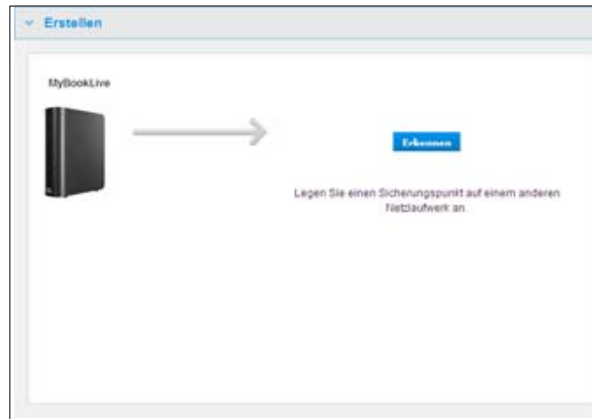 Erstellen
MyBookLive
Erkennen
Legen Sie einen Sicherungspunkt auf einem anderen
Netzlaufwerk an.